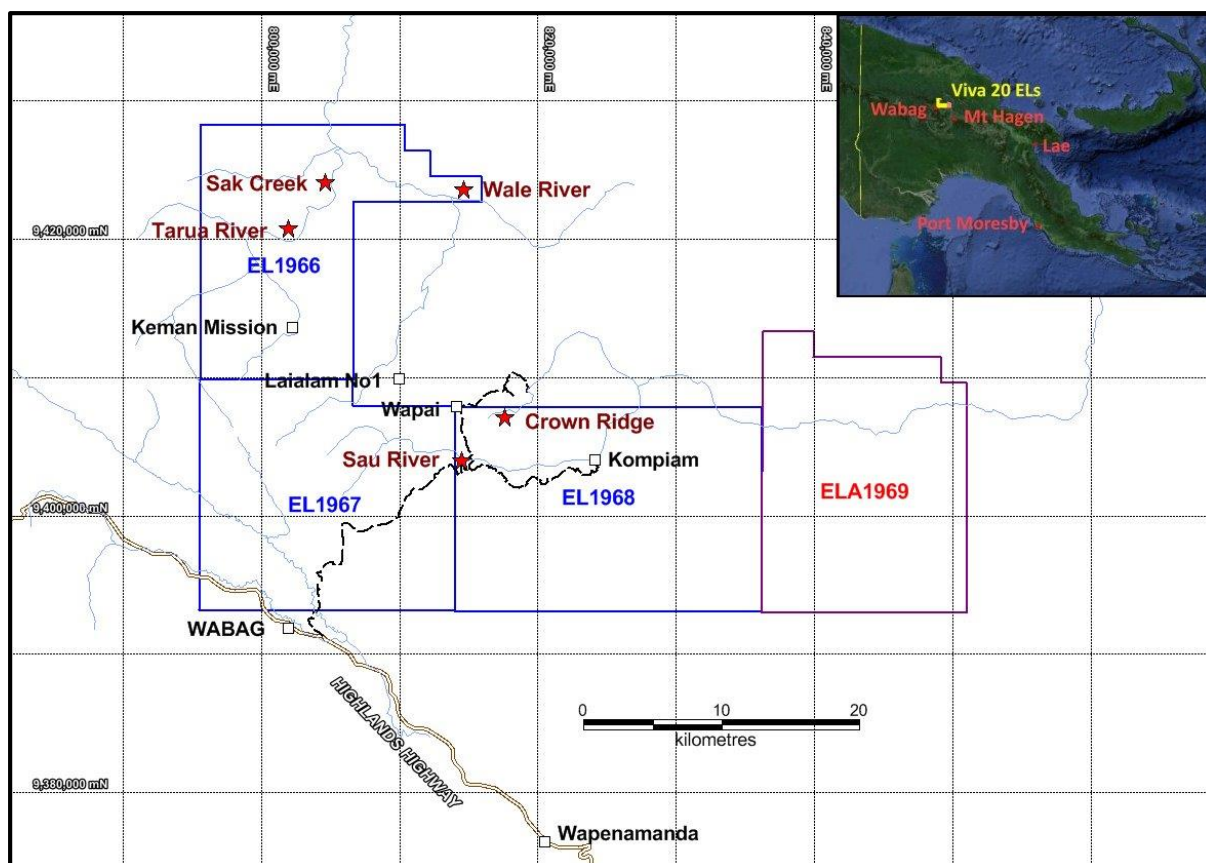 800,000 mE
820,000 mE
840,000 mE
Viva 20 ELs
Wabag
Mt Hagen
Lae
Port Moresby
Sak Creek
Wale River
Tarua River
9,420,000 mN
EL1966
Keman Mission
Laialam No1
Wapai
Crown Ridge
Sau River
Kompiam
EL1967
EL1968
ELA1969
9,400,000 mN
WABAG
HIGHLANDS HIGHWAY
0 10 20
kilometres
9,380,000 mN
Wapenamanda